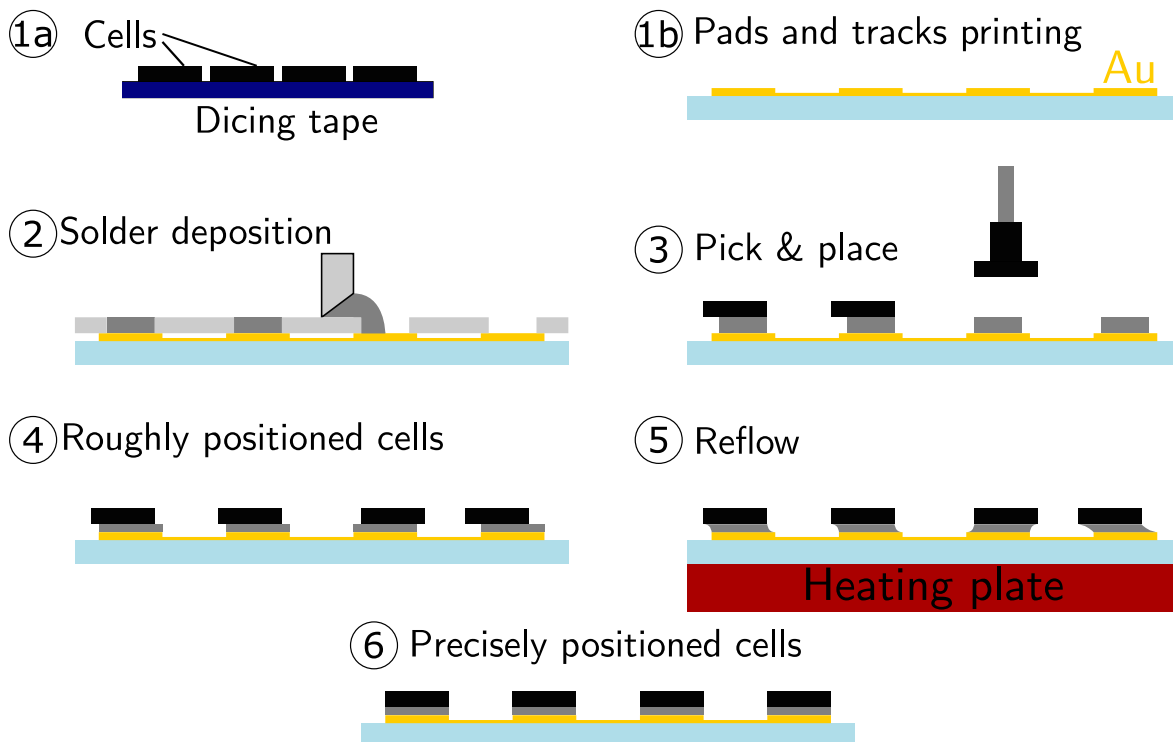 1a
Cells
Dicing tape
1b Pads and tracks printing
Au
2 Solder deposition
3 Pick & place
4 Roughly positioned cells
5 Reflow
Heating plate
6 Precisely positioned cells